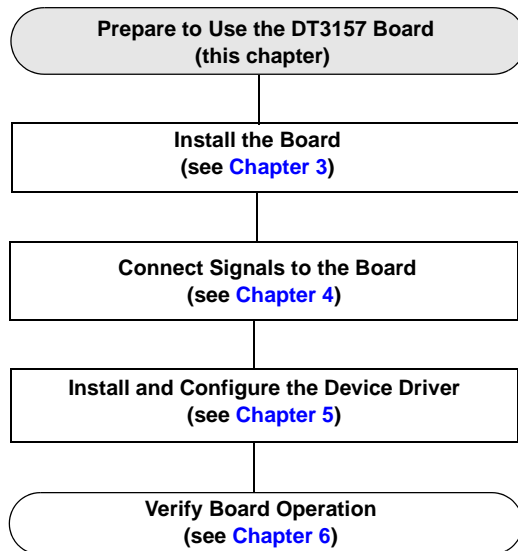 Prepare to Use the DT3157 Board
(this chapter)
Install the Board
(see Chapter 3)
Connect Signals to the Board
(see Chapter 4)
Install and Configure the Device Driver
(see Chapter 5)
Verify Board Operation
(see Chapter 6)